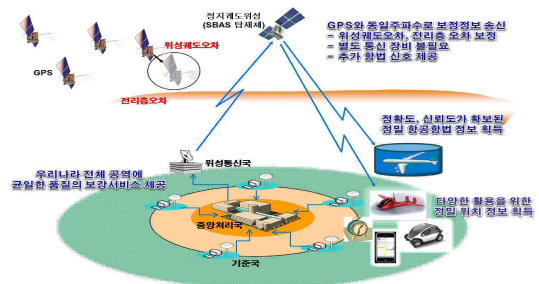 정지궤도위성
(SBAS 탑재체)
GPS와 동일주파수로 보정정보 송신
– 위성궤도오차, 전리층 오차 보정
– 별도 통신 장비 불필요
– 추가 항법 신호 제공
위성궤도오차
GPS
전리층오차
정확도, 신뢰도가 확보된
정밀 항공항법 정보 획득
우리나라 전체 공역에
균일한 품질의 보강서비스 제공
위성통신국
다양한 활용을 위한
정밀 위치 정보 획득
중앙처리국
기준국